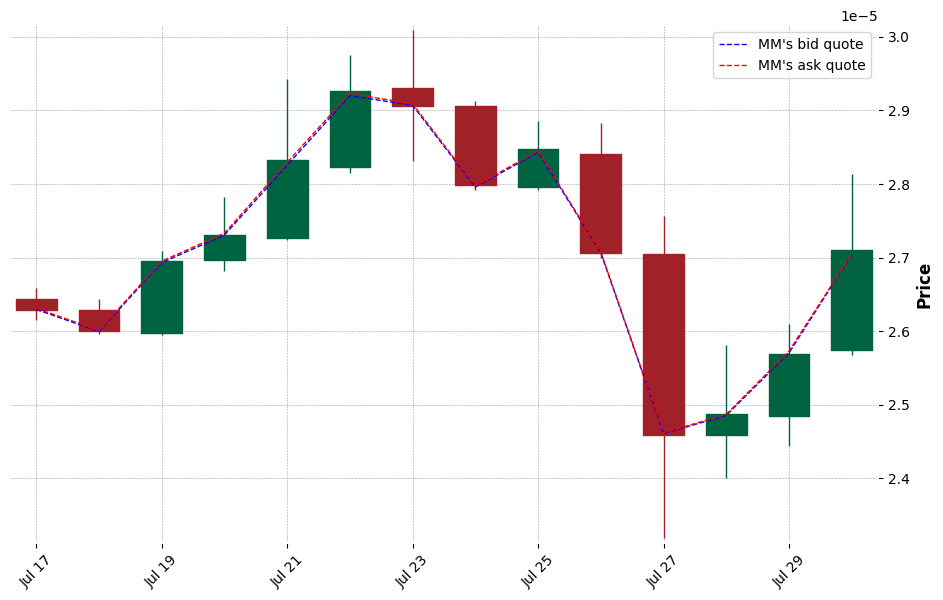 1e−5
MM's bid quote
MM's ask quote
3.0
2.9
2.8
2.7
2.6
2.5
2.4
Price
Jul 17
Jul 19
Jul 21
Jul 23
Jul 25
Jul 27
Jul 29